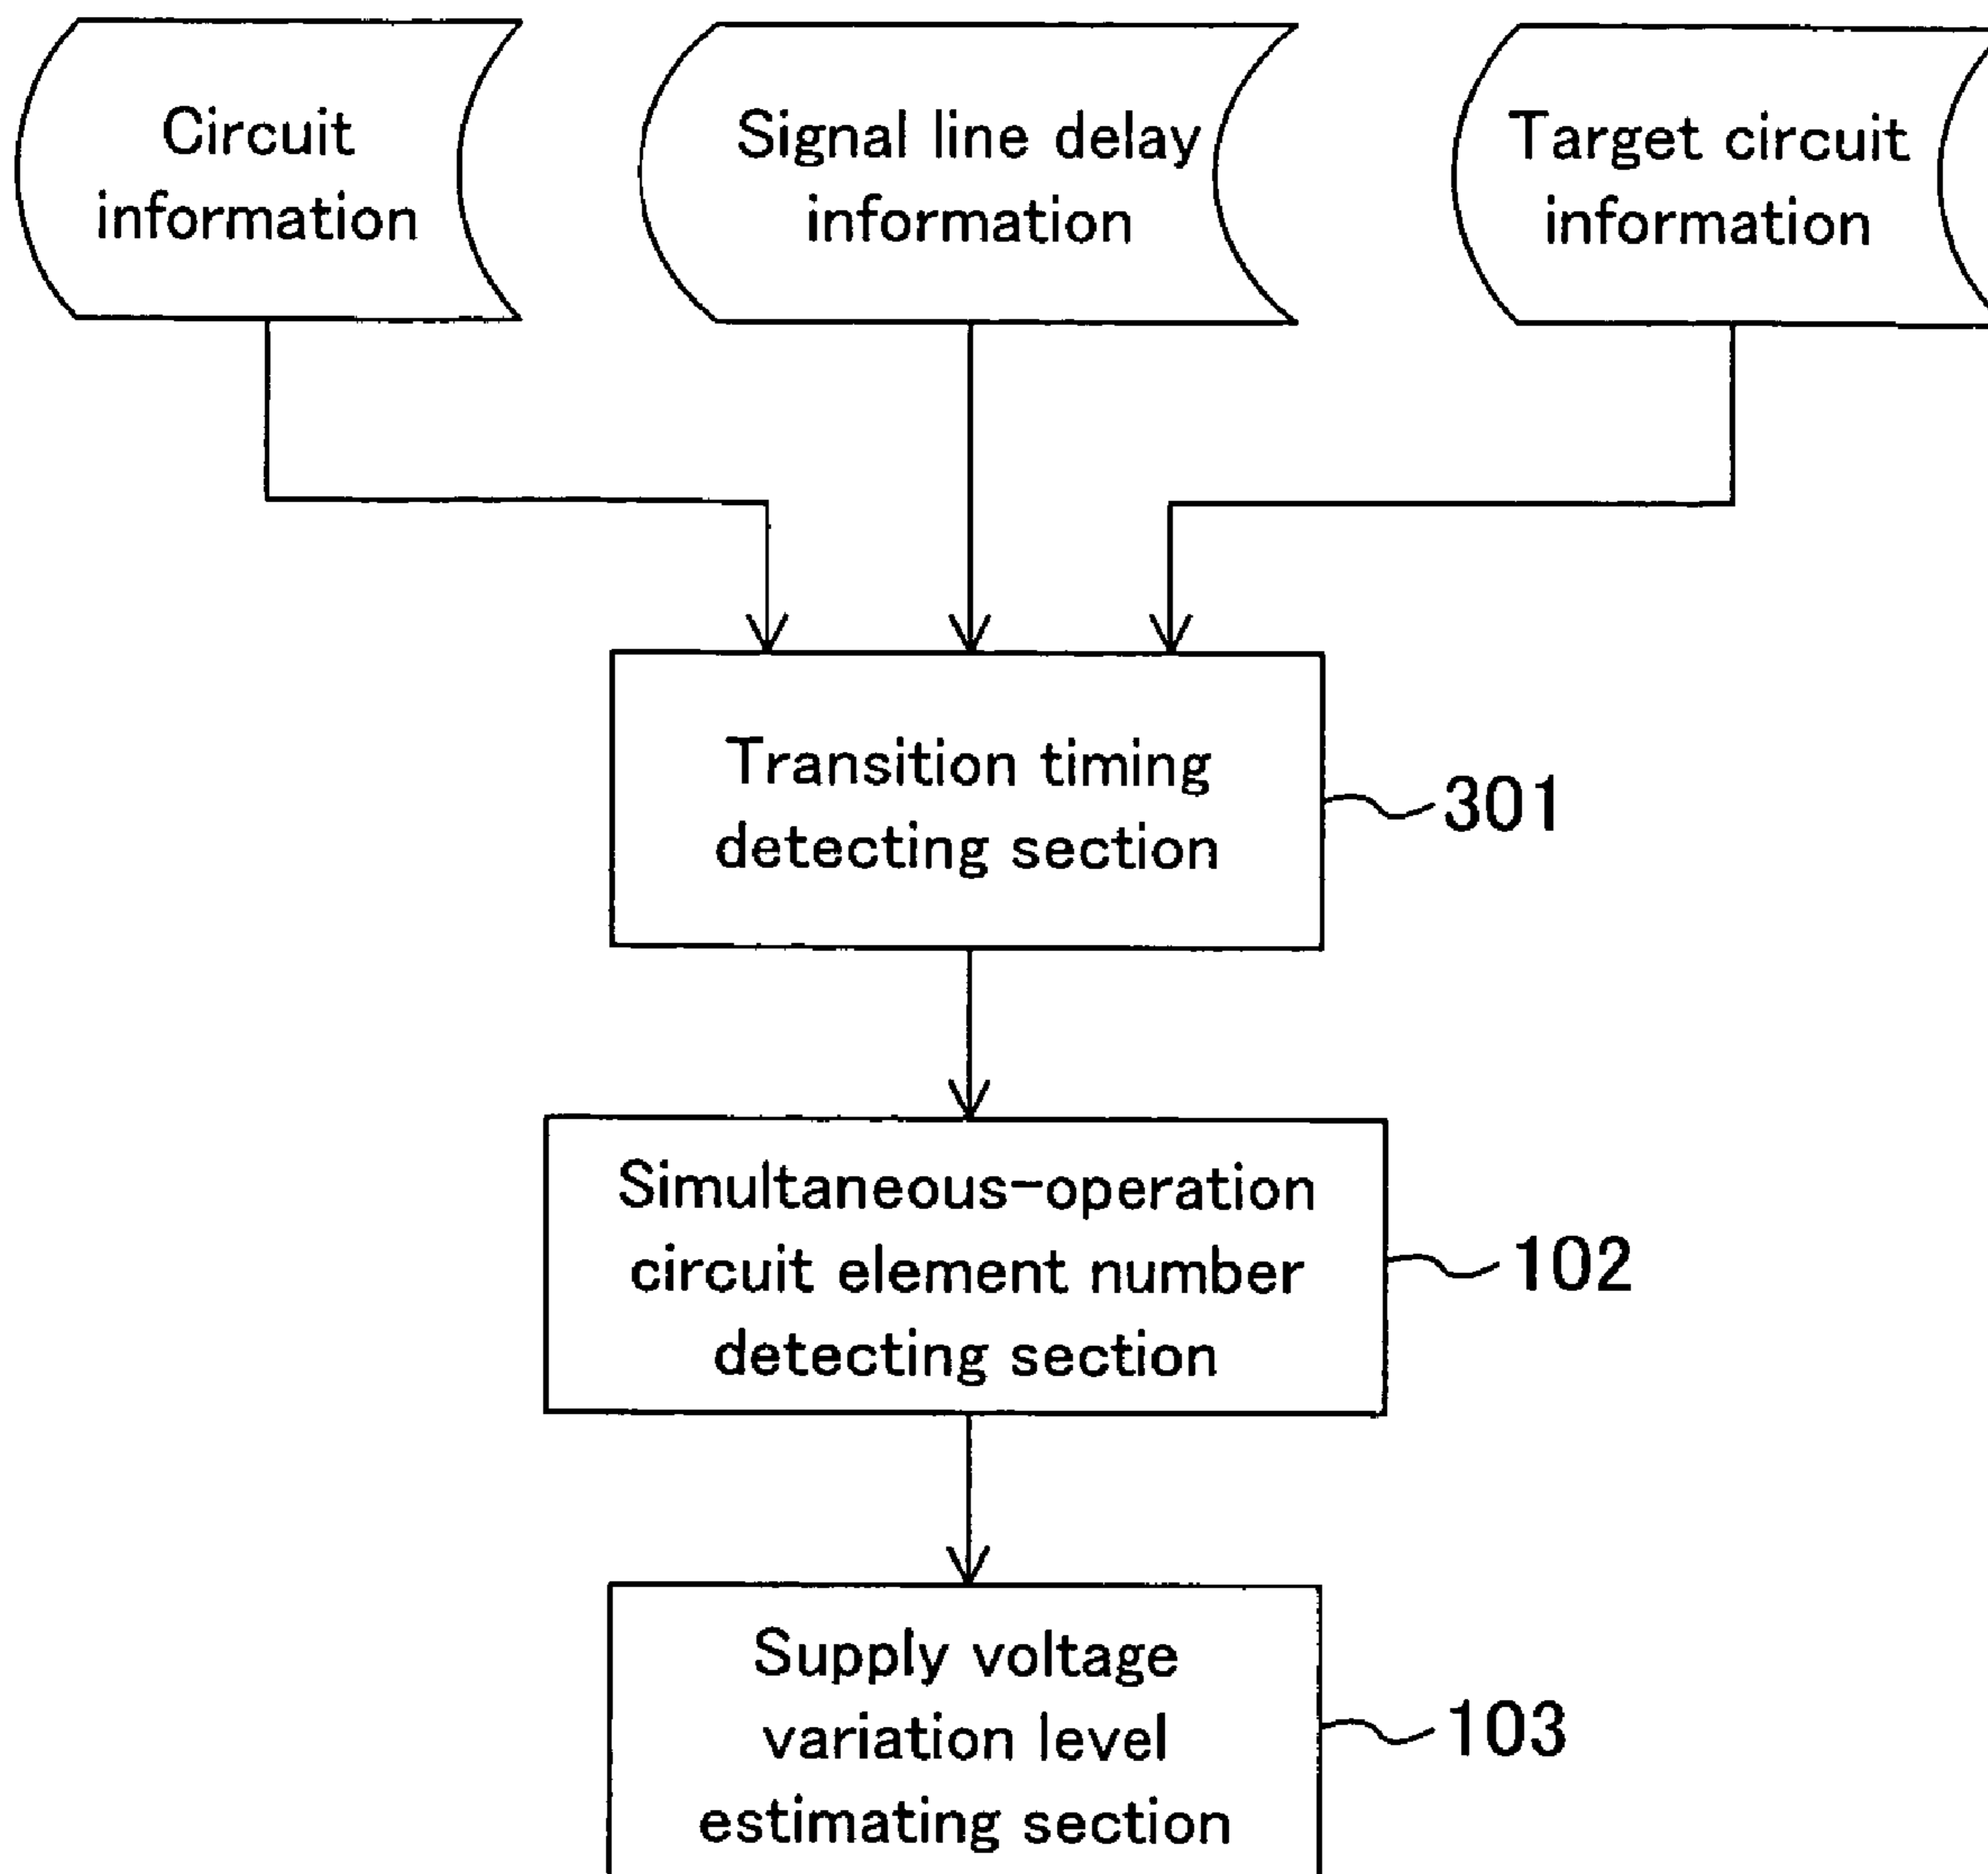 Circuit
information
Signal line delay
information
Target circuit
information
Transition timing
detecting section
301
Simultaneous-operation
circuit element number
detecting section
102
Supply voltage
variation level
estimating section
103